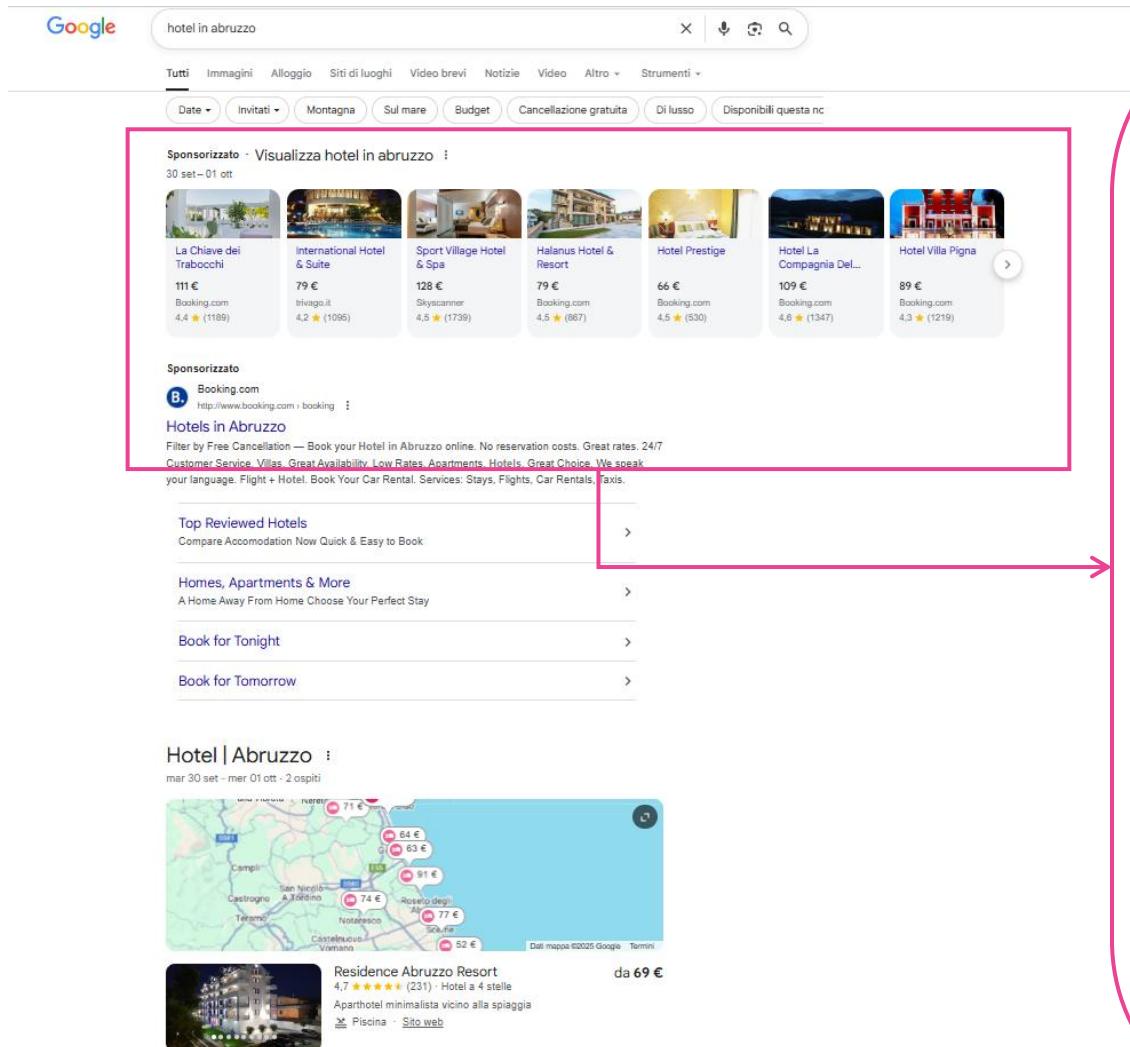 Google
hotel in abruzzo
Tutti Immagini Alloggio Siti di luoghi Video brevi Notizie Video Altro Strumenti
Date Invitati Montagna Sul mare Budget Cancellazione gratuita Di lusso Disponibili questa
Sponsorizzato · Visualizza hotel in abruzzo
30 set – 01 ott
La Chiave dei
Trabocchi
111 €
Booking.com
4,4 ★ (1189)
International Hotel
& Suite
79 €
trivago.it
4,2 ★ (1095)
Sport Village Hotel
& Spa
128 €
Skyscanner
4,5 ★ (1739)
Halanus Hotel &
Resort
79 €
Booking.com
4,5 ★ (867)
Hotel Prestige
66 €
Booking.com
4,5 ★ (530)
Hotel La
Compagnia Del...
109 €
Booking.com
4,6 ★ (1347)
Hotel Villa Pigna
89 €
Booking.com
4,3 ★ (1219)
Sponsorizzato
B.
Booking.com
http://www.booking.com › booking
Hotels in Abruzzo
Filter by Free Cancellation — Book your Hotel in Abruzzo online. No reservation costs. Great rates. 24/7
Customer Service. Villas. Great Availability. Low Rates. Apartments. Hotels. Great Choice. We speak
your language. Flight + Hotel. Book Your Car Rental. Services: Stays, Flights, Car Rentals, Taxis.
Top Reviewed Hotels
Compare Accomodation Now Quick & Easy to Book
Homes, Apartments & More
A Home Away From Home Choose Your Perfect Stay
Book for Tonight
Book for Tomorrow
Hotel | Abruzzo
mar 30 set – mer 01 ott · 2 ospiti
71 €
64 €
63 €
Campli
91 €
San Nicolò
A Tordino
Castrogno
74 €
Roseto degli
Teramo
77 €
Notaresco
Castelnuovo
Vomano
52 €
Dati mappa ©2025 Google Termini
Residence Abruzzo Resort da 69 €
4,7 ★★★★★ (231) · Hotel a 4 stelle
Aparthotel minimalista vicino alla spiaggia
Piscina · Sito web